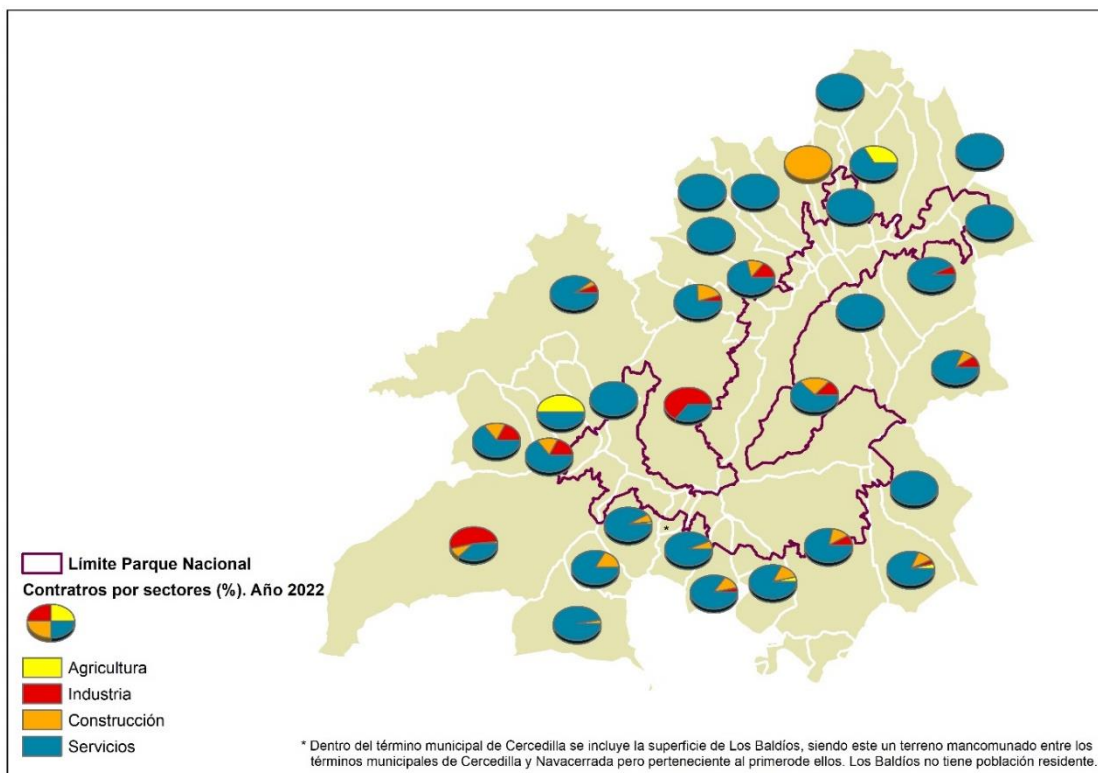 Límite Parque Nacional
Contratros por sectores (%). Año 2022
Agricultura
Industria
Construcción
Servicios
*
* Dentro del término municipal de Cercedilla se incluye la superficie de Los Baldíos, siendo este un terreno mancomunado entre los
términos municipales de Cercedilla y Navacerrada pero perteneciente al primerode ellos. Los Baldíos no tiene población residente.